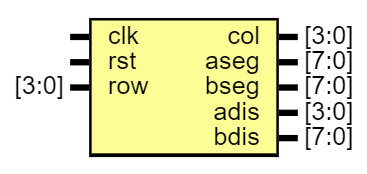 clk col [3:0]
rst aseg [7:0]
[3:0] row bseg [7:0]
adis [3:0]
bdis [7:0]